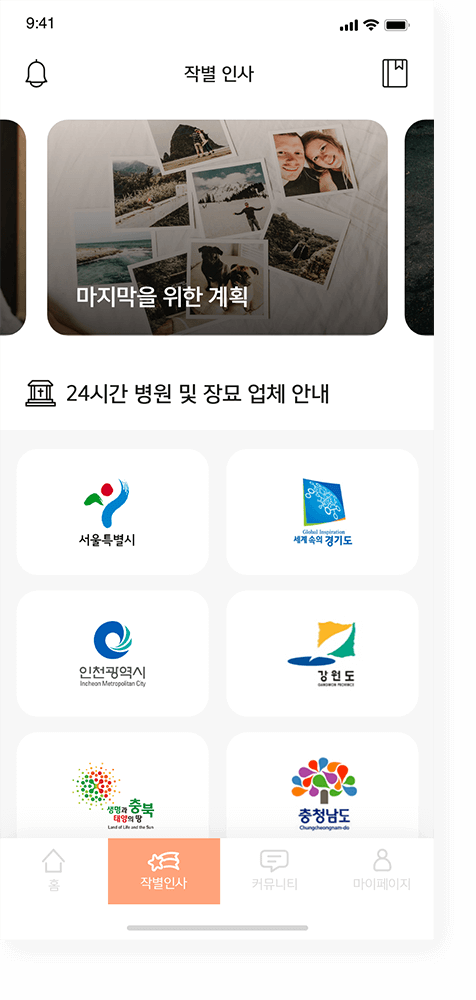 9:41
작별 인사
마지막을 위한 계획
24시간 병원 및 장묘 업체 안내
서울특별시
Global Inspiration
세계 속의 경기도
인천광역시
Incheon Metropolitan City
강원도
GANGWON PROVINCE
생명과 충북
태양의 땅
Land of Life and the Sun
충청남도
Chungcheongnam-do
홈
작별인사
커뮤니티
마이페이지